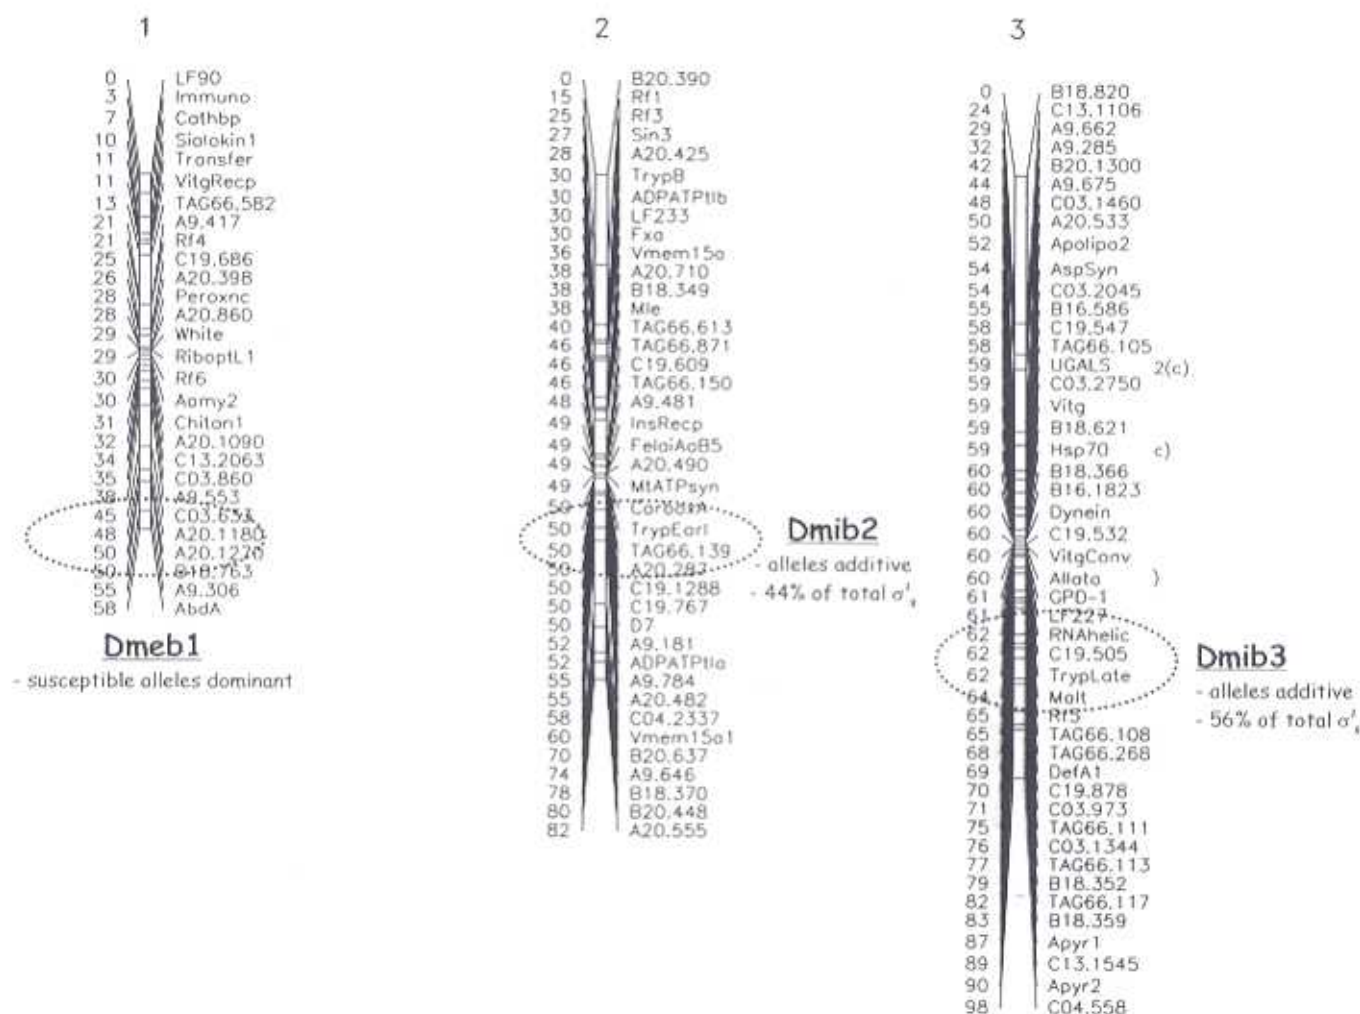 1
0 LF90
3 Immuno
7 Cathbp
10 Sialokin1
11 Transfer
11 VitgRecp
13 TAG66.582
21 A9.417
21 Rf4
25 C19.686
26 A20.398
28 Peroxnc
28 A20.860
29 White
29 RiboptL1
30 Rf6
30 Aamy2
31 Chiton1
32 A20.1090
34 C13.2063
35 C03.860
38 A9.553
45 C03.653
48 A20.1180
50 A20.1270
50 B18.763
55 A9.306
58 AbdA
Dmeb1
- susceptible alleles dominant
2
0 B20.390
15 Rf1
25 Rf3
27 Sin3
28 A20.425
30 TrypB
30 ADPATPtlb
30 LF233
30 Fxa
36 Vmem15a
38 A20.710
38 B18.349
38 Mle
40 TAG66.613
46 TAG66.871
46 C19.609
46 TAG66.150
48 A9.481
49 InsRecp
49 FelaiAoB5
49 A20.490
49 MtATPsyn
50
50 TrypEarl
50 TAG66.139
50 A20.282
50 C19.1288
50 C19.767
50 D7
52 A9.181
52 ADPATPtla
55 A9.784
55 A20.482
58 C04.2337
60 Vmem15a1
70 B20.637
74 A9.646
78 B18.370
80 B20.448
82 A20.555
Dmib2
- alleles additive
- 44% of total
3
0 B18.820
24 C13.1106
29 A9.662
32 A9.285
42 B20.1300
44 A9.675
48 C03.1460
50 A20.533
52 Apolipo2
54 AspSyn
54 C03.2045
55 B16.586
58 C19.547
58 TAG66.105
59 UGALS 2(c)
59 C03.2750
59 Vitg
59 B18.621
59 Hsp70 c)
60 B18.366
60 B16.1823
60 Dynein
60 C19.532
60 VitgConv
60 Allata )
61 GPD-1
61 LF227
62 RNAhelic
62 C19.505
62 TrypLate
64 Malt
65 Rf5
65 TAG66.108
68 TAG66.268
69 DefA1
70 C19.878
71 C03.973
75 TAG66.111
76 C03.1344
77 TAG66.113
79 B18.352
82 TAG66.117
83 B18.359
87 Apyr1
89 C13.1545
90 Apyr2
98 C04.558
Dmib3
- alleles additive
- 56% of total